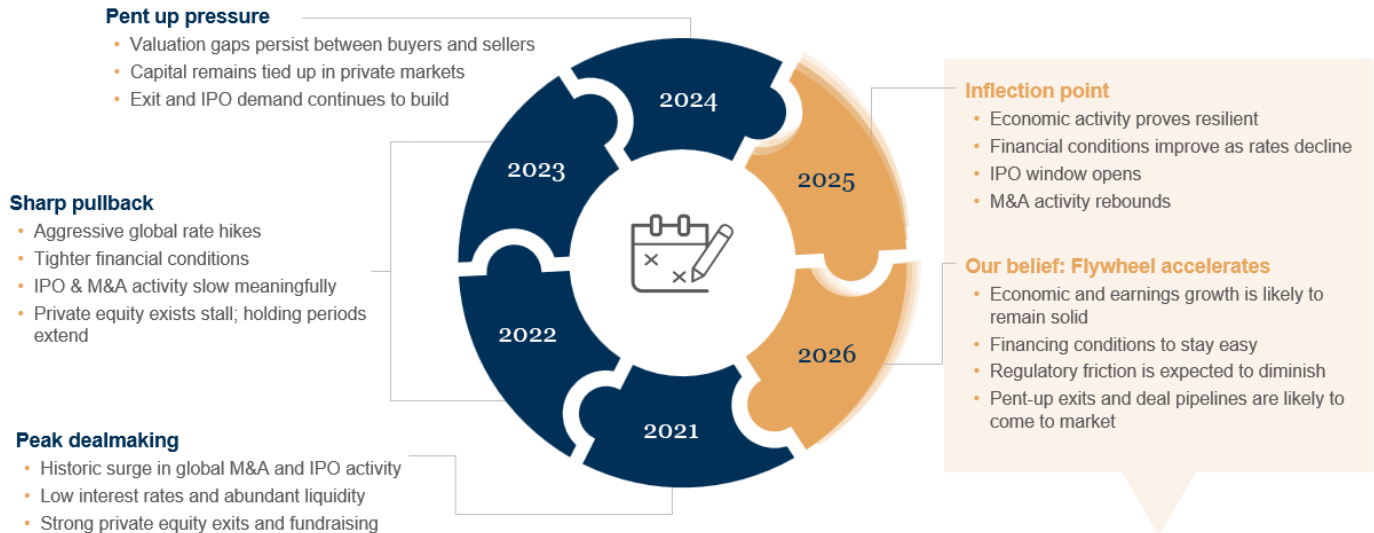 Pent up pressure
• Valuation gaps persist between buyers and sellers
• Capital remains tied up in private markets
• Exit and IPO demand continues to build
2024
2023
2025
2022
2026
2021
Sharp pullback
• Aggressive global rate hikes
• Tighter financial conditions
• IPO & M&A activity slow meaningfully
• Private equity exists stall; holding periods
extend
Peak dealmaking
• Historic surge in global M&A and IPO activity
• Low interest rates and abundant liquidity
• Strong private equity exits and fundraising
Inflection point
• Economic activity proves resilient
• Financial conditions improve as rates decline
• IPO window opens
• M&A activity rebounds
Our belief: Flywheel accelerates
• Economic and earnings growth is likely to
remain solid
• Financing conditions to stay easy
• Regulatory friction is expected to diminish
• Pent-up exits and deal pipelines are likely to
come to market